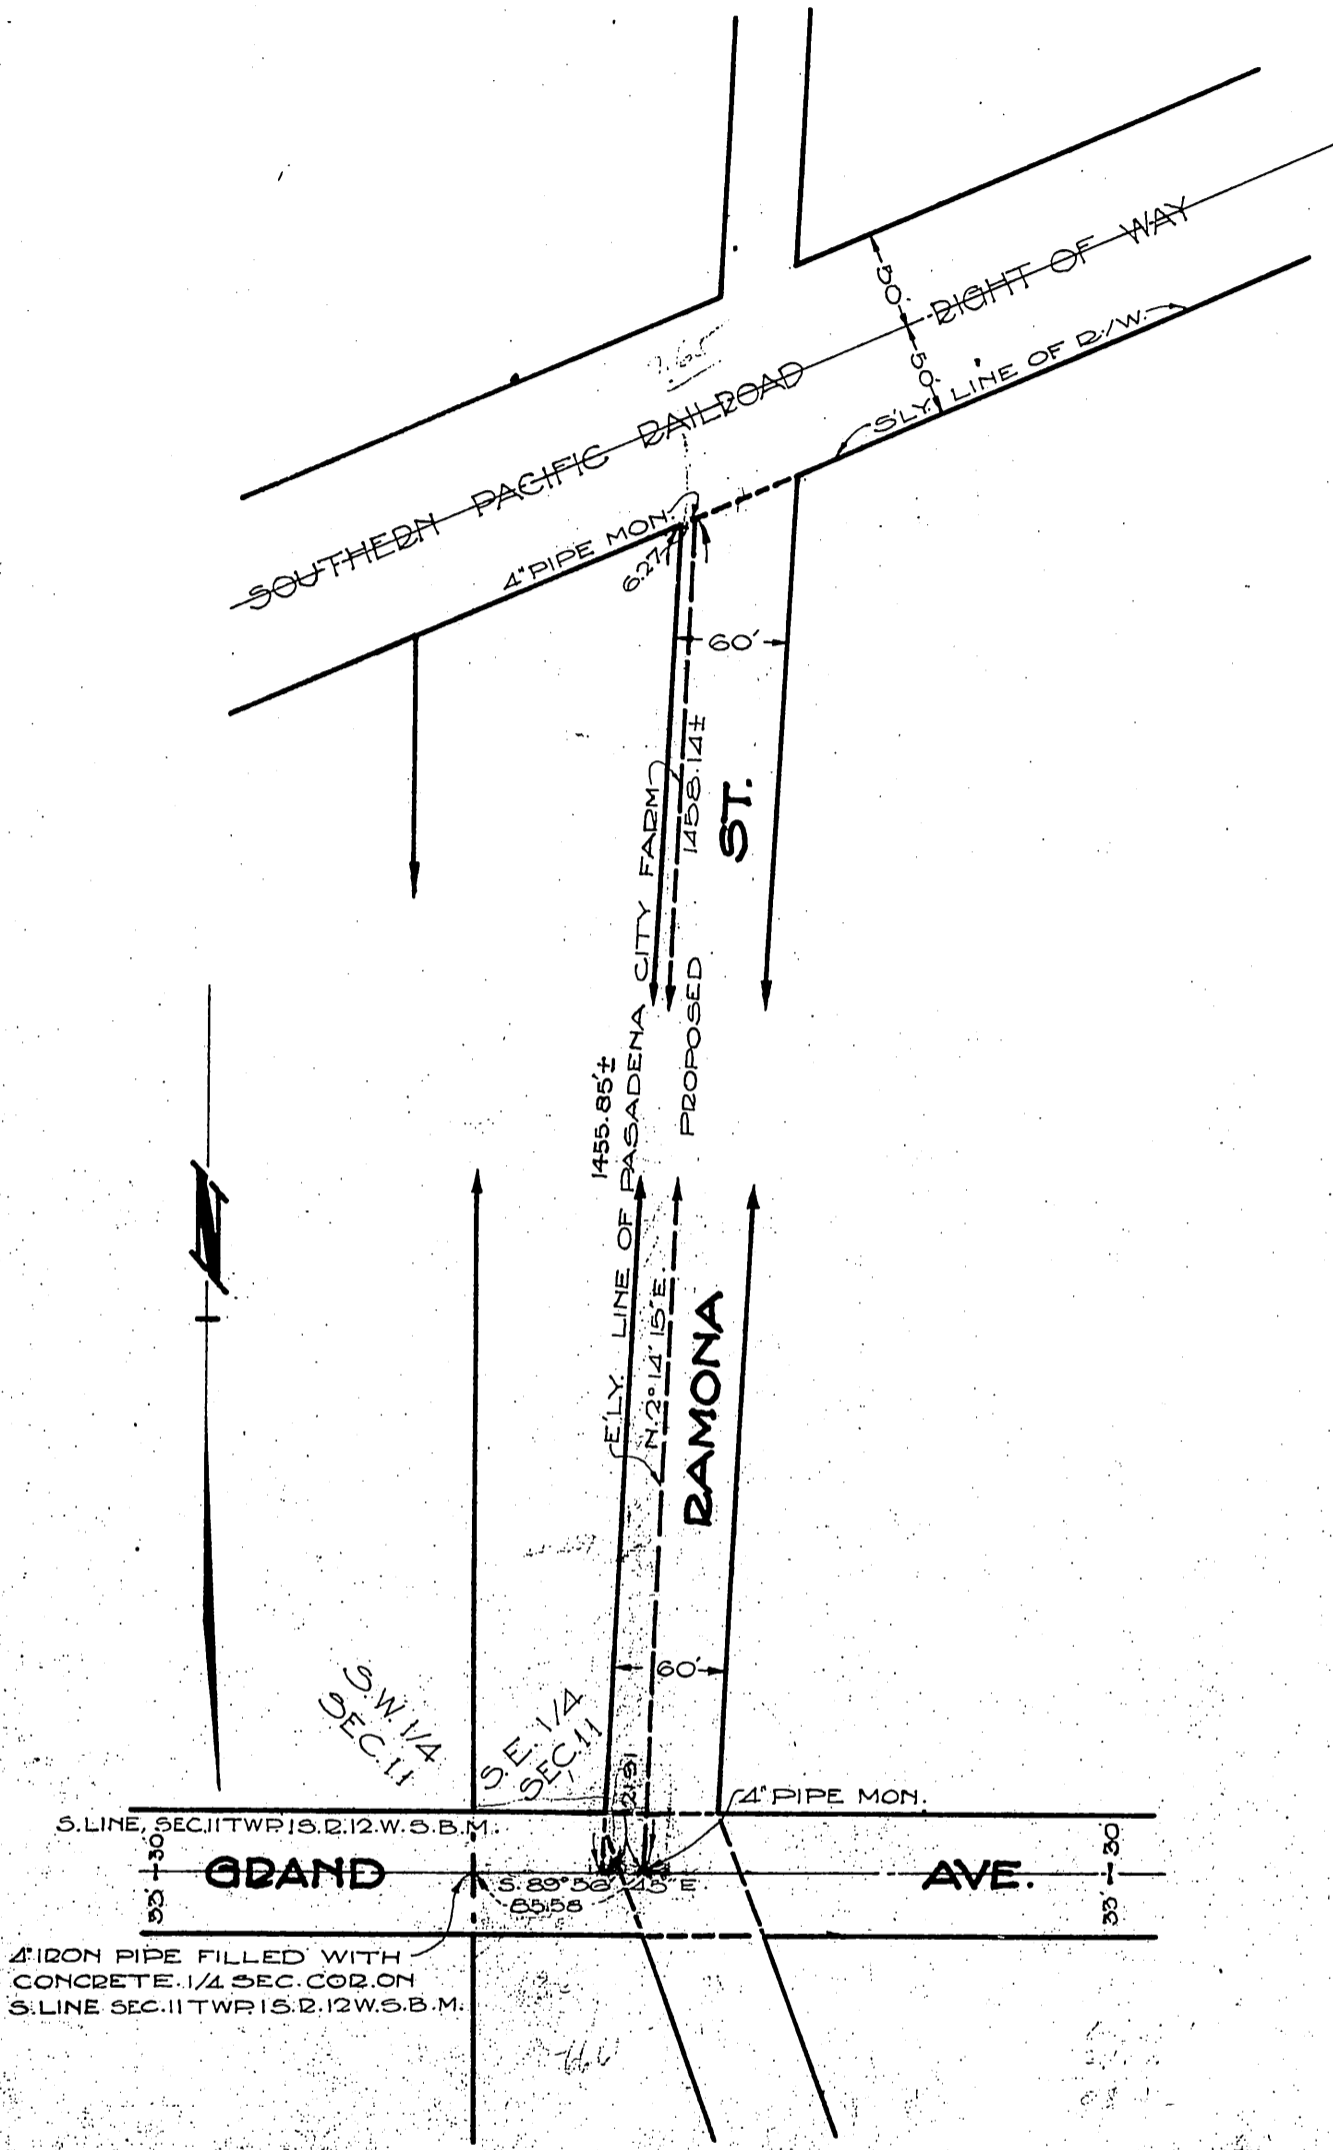 50'
50'
SOUTHERN PACIFIC RAILROAD RIGHT OF WAY
S'LY. LINE OF R/W.
4" PIPE MON.
6.27
60'
1458.14±
ST.
PROPOSED
1455.85'±
E'LY. LINE OF PASADENA CITY FARM
N.2°14'15"E.
RAMONA
N
60'
S.W. 1/4
SEC. 11
S.E. 1/4
SEC. 11
21.91
4" PIPE MON.
S. LINE, SEC. 11 TWP. 1 S. R. 12. W. S. B. M.
33'
30
GRAND AVE.
33'
30
S. 89° 56' 45" E.
85.58
4" IRON PIPE FILLED WITH
CONCRETE. 1/4 SEC. COR. ON
S. LINE SEC. 11 TWP. 1 S. R. 12 W. S. B. M.